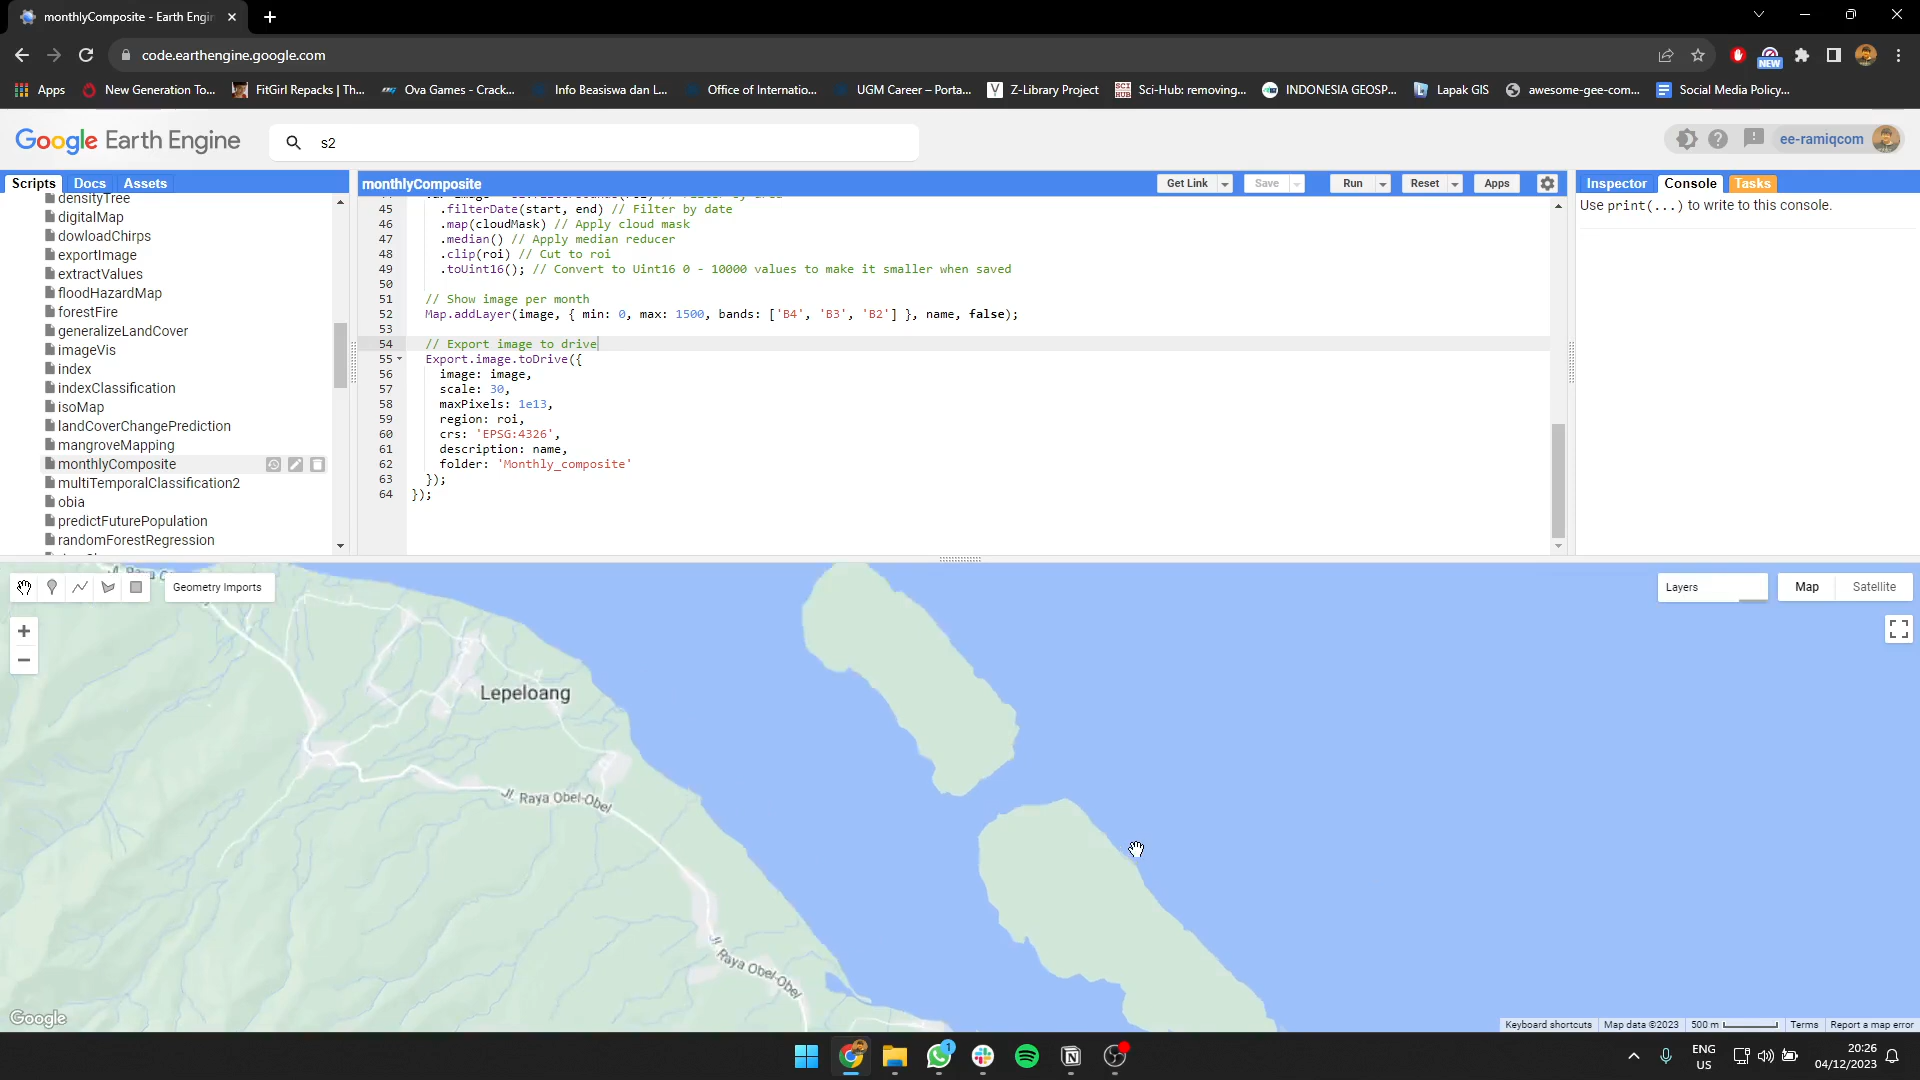 monthlyComposite - Earth Engi
code.earthengine.google.com
NEW
Apps
New Generation To...
FitGirl Repacks | Th...
Ova Games - Crack...
Info Beasiswa dan L...
Office of Internatio...
UGM Career – Porta...
Z-Library Project
SCI HUB
Sci-Hub: removing...
INDONESIA GEOSP...
Lapak GIS
awesome-gee-com...
Social Media Policy...
Google Earth Engine
s2
ee-ramiqcom
Scripts Docs Assets
densityTree
digitalMap
dowloadChirps
exportImage
extractValues
floodHazardMap
forestFire
generalizeLandCover
imageVis
index
indexClassification
isoMap
landCoverChangePrediction
mangroveMapping
monthlyComposite
multiTemporalClassification2
obia
predictFuturePopulation
randomForestRegression
monthlyComposite
Get Link Save Run Reset Apps
45 .filterDate(start, end) // Filter by date
46 .map(cloudMask) // Apply cloud mask
47 .median() // Apply median reducer
48 .clip(roi) // Cut to roi
49 .toUint16(); // Convert to Uint16 0 - 10000 values to make it smaller when saved
50
51 // Show image per month
52 Map.addLayer(image, { min: 0, max: 1500, bands: ['B4', 'B3', 'B2'] }, name, false);
53
54 // Export image to drive
55 Export.image.toDrive({
56 image: image,
57 scale: 30,
58 maxPixels: 1e13,
59 region: roi,
60 crs: 'EPSG:4326',
61 description: name,
62 folder: 'Monthly_composite'
63 });
64 });
Inspector Console Tasks
Use print(...) to write to this console.
Geometry Imports
Layers
Map Satellite
+
−
Lepeloang
Jl. Raya Obel-Obel
Jl. Raya Obel-Obel
Google
Keyboard shortcuts
Map data ©2023
500 m
Terms
Report a map error
1
ENG
US
20:26
04/12/2023